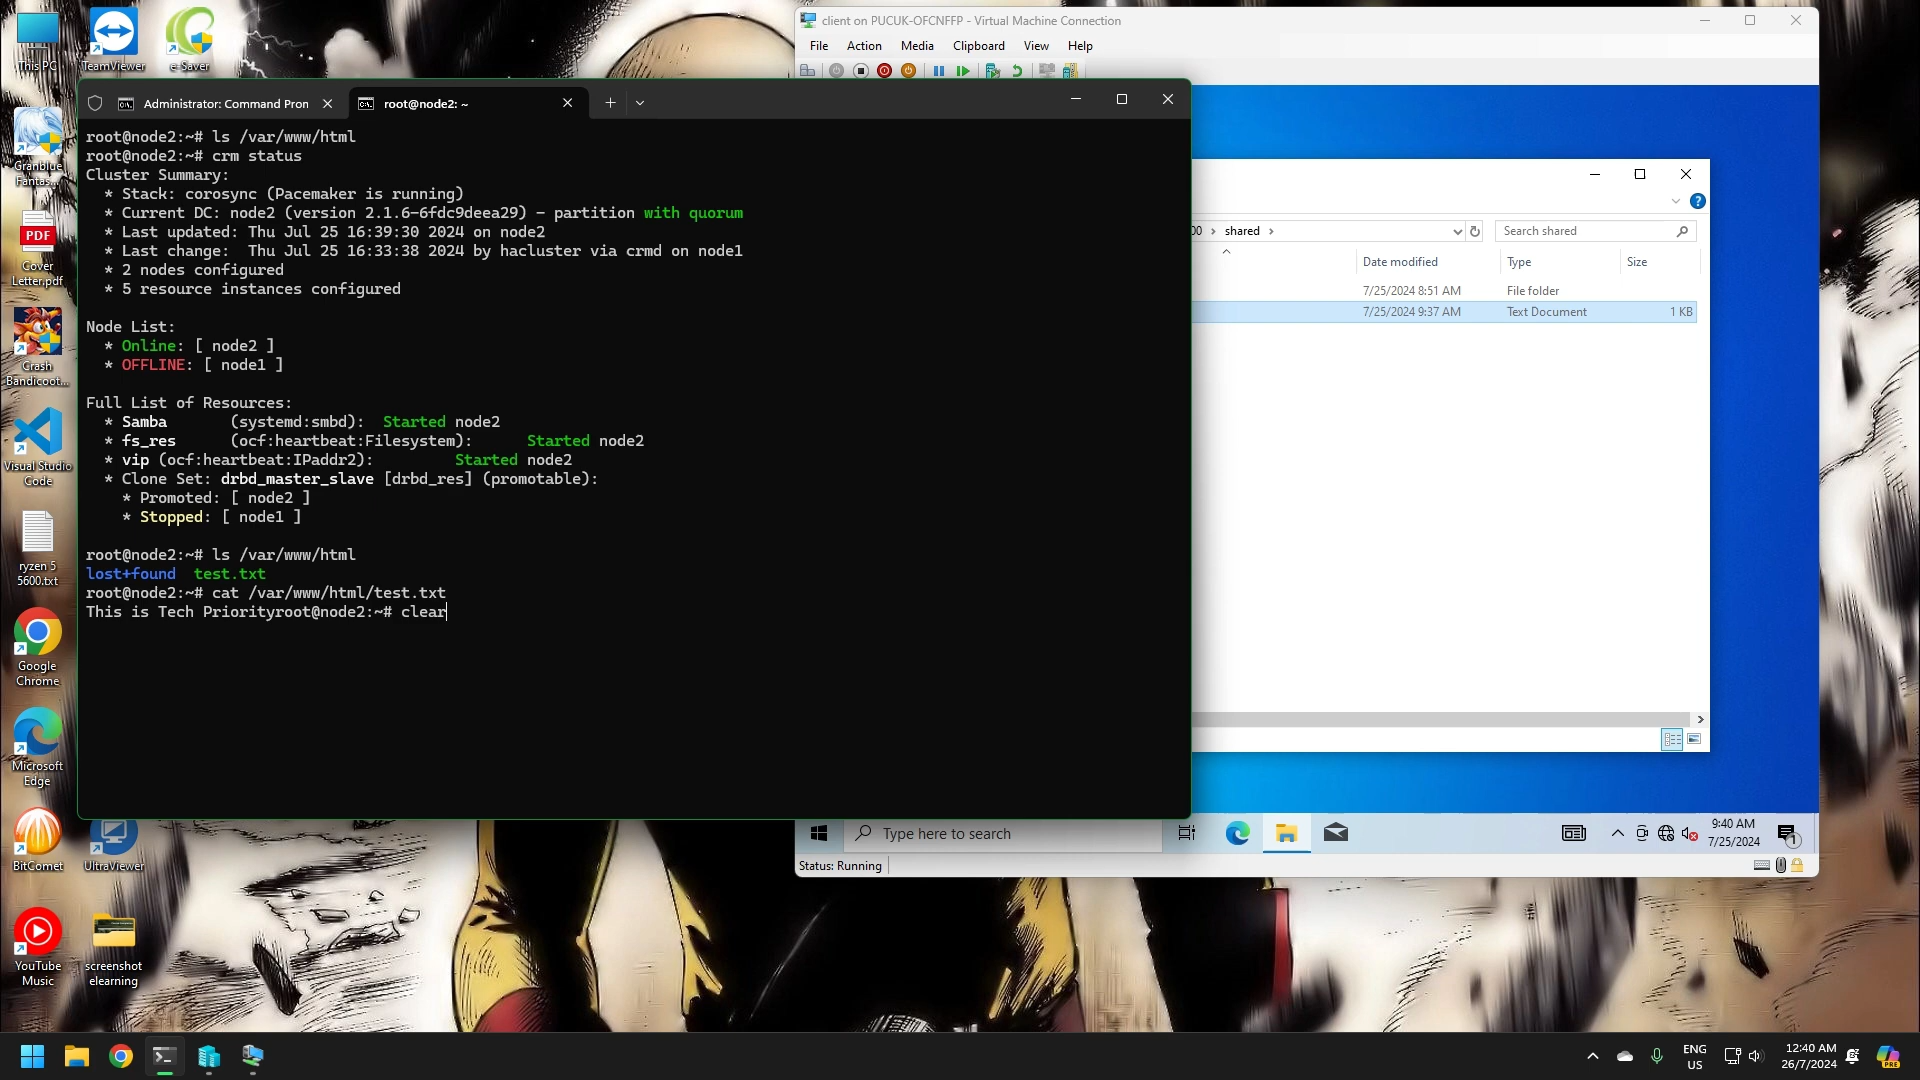 This PC
TeamViewer
e-Saver
Granblue
Fantas...
PDF
Cover
Letter.pdf
Crash
Bandicoot...
Visual Studio
Code
ryzen 5
5600.txt
Google
Chrome
Microsoft
Edge
BitComet
UltraViewer
YouTube
Music
screenshot
elearning
client on PUCUK-OFCNFFP - Virtual Machine Connection
File Action Media Clipboard View Help
Administrator: Command Pron
root@node2: ~
root@node2:~# ls /var/www/html
root@node2:~# crm status
Cluster Summary:
* Stack: corosync (Pacemaker is running)
* Current DC: node2 (version 2.1.6-6fdc9deea29) - partition with quorum
* Last updated: Thu Jul 25 16:39:30 2024 on node2
* Last change:  Thu Jul 25 16:33:38 2024 by hacluster via crmd on node1
* 2 nodes configured
* 5 resource instances configured
Node List:
* Online: [ node2 ]
* OFFLINE: [ node1 ]
Full List of Resources:
* Samba (systemd:smbd): Started node2
* fs_res (ocf:heartbeat:Filesystem): Started node2
* vip (ocf:heartbeat:IPaddr2): Started node2
* Clone Set: drbd_master_slave [drbd_res] (promotable):
* Promoted: [ node2 ]
* Stopped: [ node1 ]
root@node2:~# ls /var/www/html
lost+found  test.txt
root@node2:~# cat /var/www/html/test.txt
This is Tech Priorityroot@node2:~# clear
00 › shared ›
Search shared
Date modified Type Size
7/25/2024 8:51 AM File folder
7/25/2024 9:37 AM Text Document 1 KB
Type here to search
9:40 AM
7/25/2024
1
Status: Running
ENG
US
12:40 AM
26/7/2024
PRE